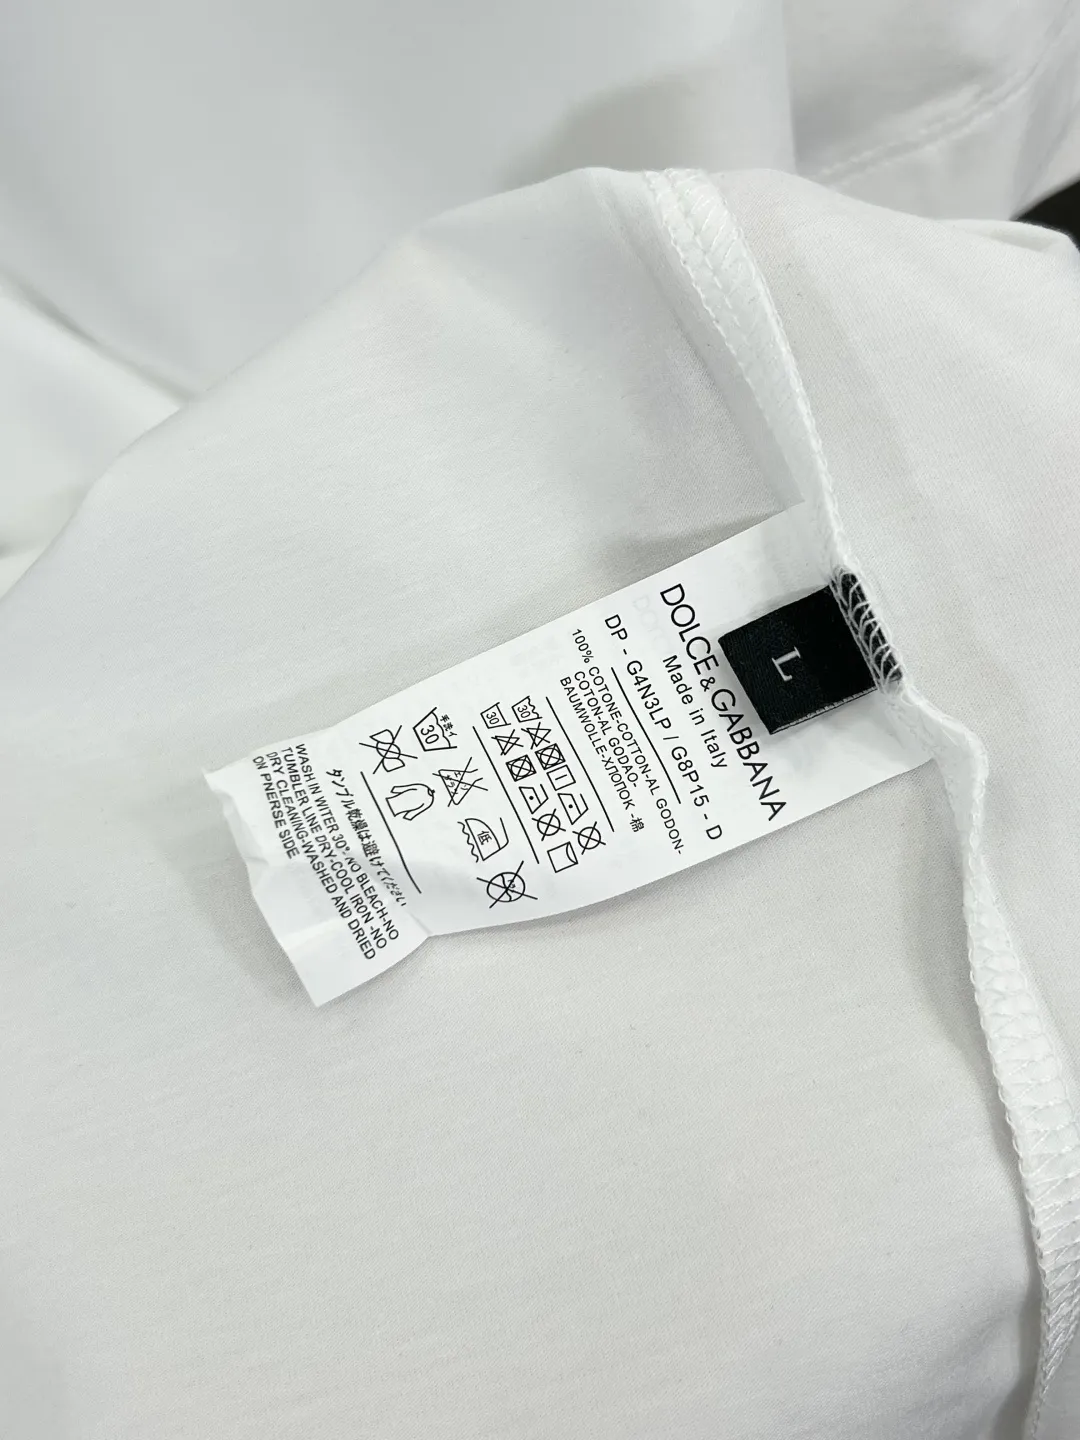 L
DOLCE & GABBANA
Made in Italy
DP - G4N3LP / G8P15 - D
100% COTONE-COTTON-AL GODON-
COTON-AL GODAO-
BAUMWOLLE-ХЛОПОК -棉
30
30
手洗イ
30
低
タンブル乾燥は避けてください
WASH IN WITER 30°.NO BLEACH-NO
TUMBLER LINE DRY-COOL IRON -NO
DRY CLEANING-WASHED AND DRIED
ON PNERSE SIDE